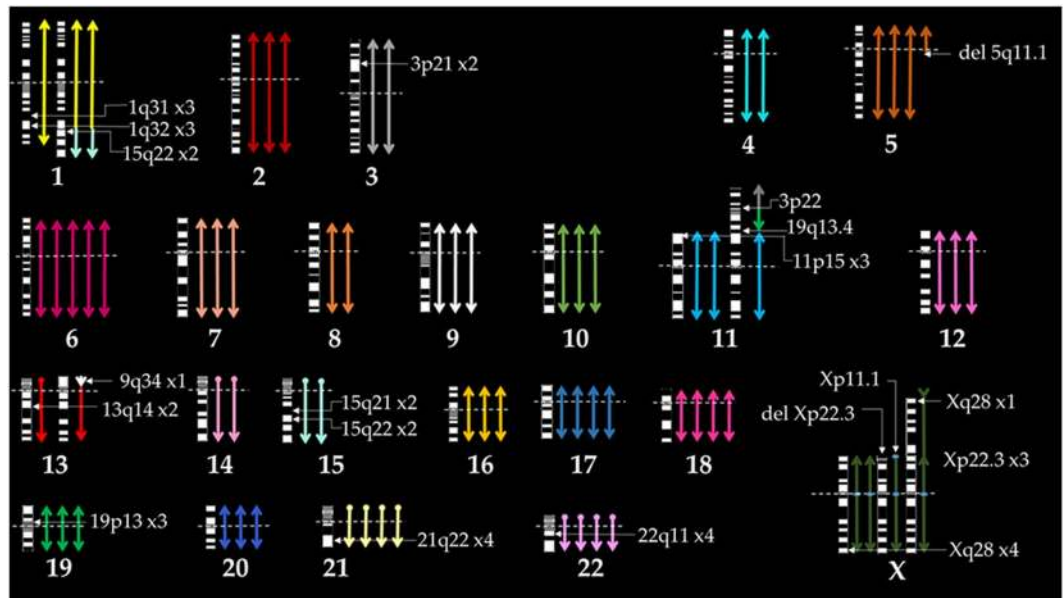 1q31 x3
1q32 x3
15q22 x2
1
2
3p21 x2
3
4
del 5q11.1
5
6
7
8
9
10
3p22
19q13.4
11p15 x3
11
12
9q34 x1
13q14 x2
13
14
15q21 x2
15q22 x2
15
16
17
18
Xp11.1
del Xp22.3
Xq28 x1
Xp22.3 x3
Xq28 x4
X
19p13 x3
19
20
21q22 x4
21
22q11 x4
22